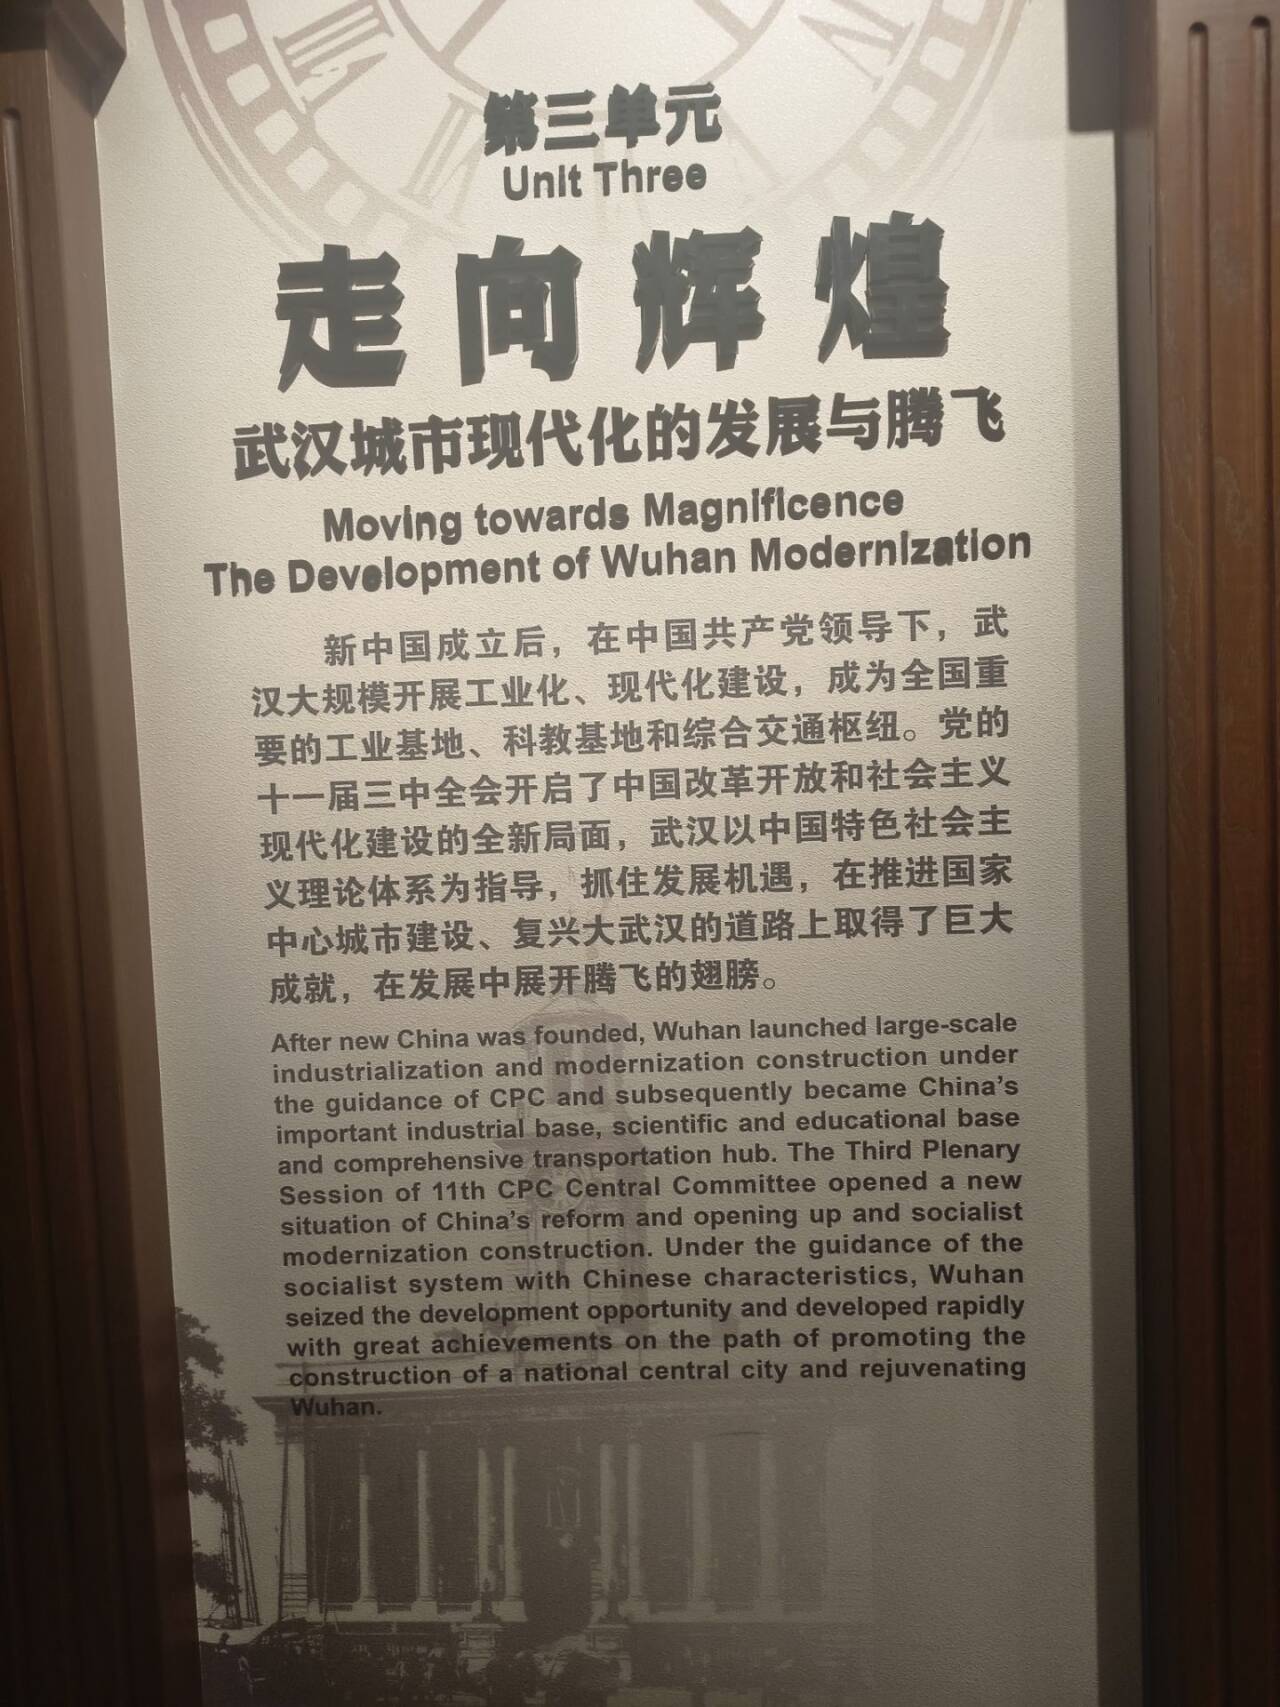 第三单元
Unit Three
走向辉煌
武汉城市现代化的发展与腾飞
Moving towards Magnificence
The Development of Wuhan Modernization
新中国成立后，在中国共产党领导下，武
汉大规模开展工业化、现代化建设，成为全国重
要的工业基地、科教基地和综合交通枢纽。党的
十一届三中全会开启了中国改革开放和社会主义
现代化建设的全新局面，武汉以中国特色社会主
义理论体系为指导，抓住发展机遇，在推进国家
中心城市建设、复兴大武汉的道路上取得了巨大
成就，在发展中展开腾飞的翅膀。
After new China was founded, Wuhan launched large-scale
industrialization and modernization construction under
the guidance of CPC and subsequently became China's
important industrial base, scientific and educational base
and comprehensive transportation hub. The Third Plenary
Session of 11th CPC Central Committee opened a new
situation of China's reform and opening up and socialist
modernization construction. Under the guidance of the
socialist system with Chinese characteristics, Wuhan
seized the development opportunity and developed rapidly
with great achievements on the path of promoting the
construction of a national central city and rejuvenating
Wuhan.